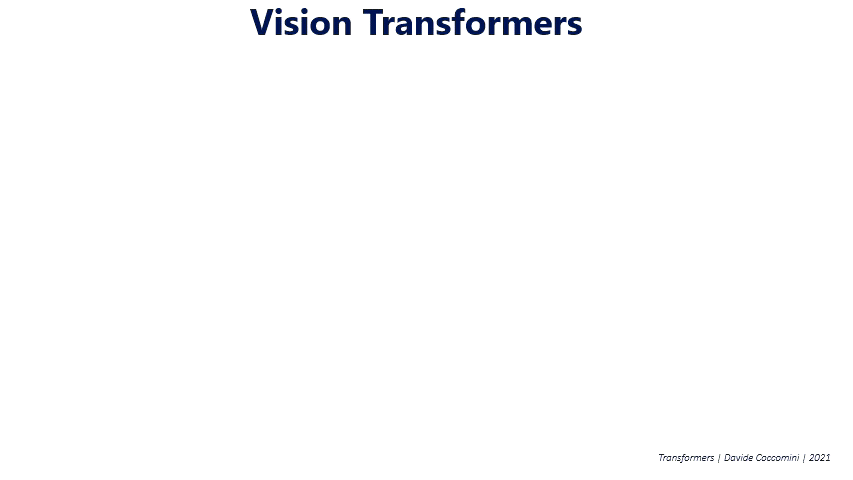 Vision Transformers
Transformers | Davide Coccomini | 2021